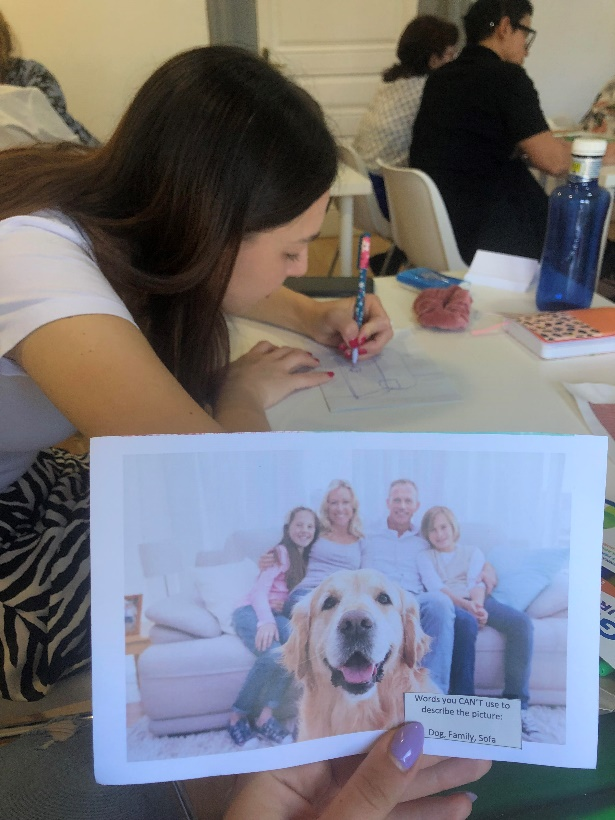 Words you CAN'T use to
describe the picture:
Dog, Family, Sofa